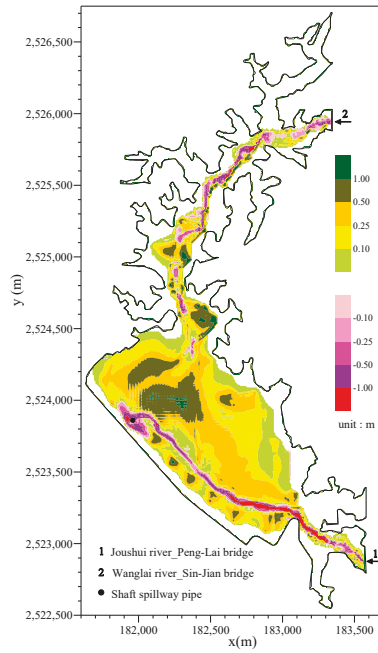 2,526,500
2
2,526,000
1.00
2,525,500
0.50
0.25
0.10
2,525,000
y (m)
-0.10
2,524,500
-0.25
-0.50
-1.00
2,524,000
unit : m
2,523,500
1 Joushui river_Peng-Lai bridge
2,523,000
1
2 Wanglai river_Sin-Jian bridge
● Shaft spillway pipe
2,522,500
182,000 182,500 183,000 183,500
x(m)